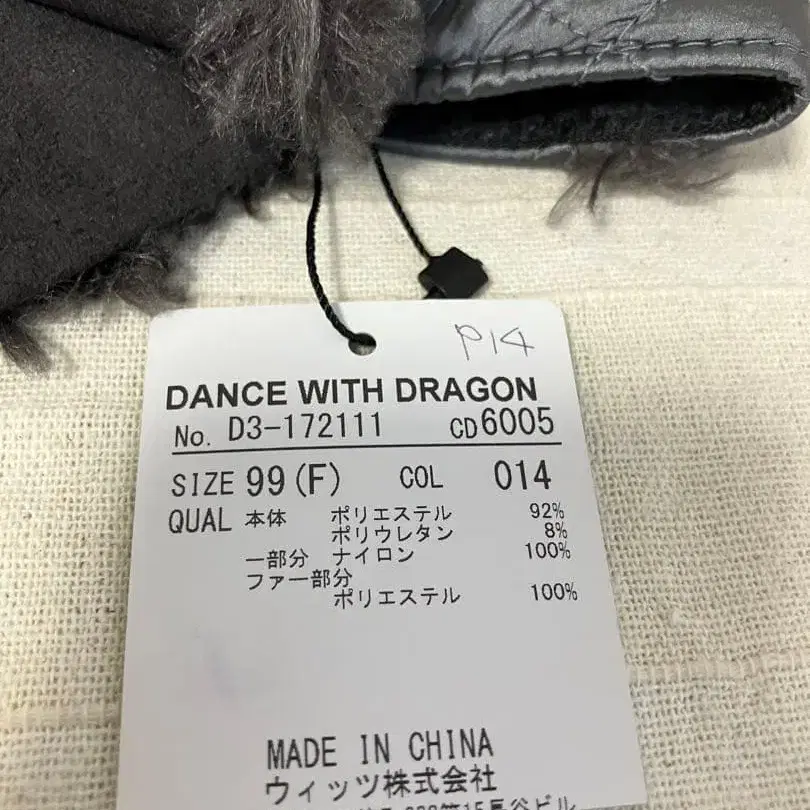 P14
DANCE WITH DRAGON
No. D3-172111 CD6005
SIZE 99(F) COL 014
QUAL 本体 ポリエステル 92%
ポリウレタン 8%
一部分 ナイロン 100%
ファー部分
ポリエステル 100%
MADE IN CHINA
ウィッツ株式会社